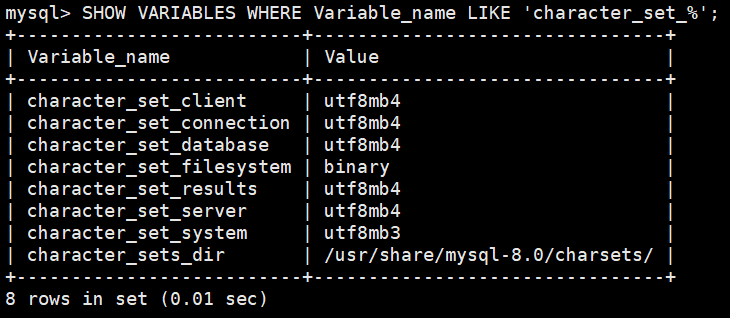 mysql> SHOW VARIABLES WHERE Variable_name LIKE 'character_set_%';
+--------------------------+--------------------------------+
| Variable_name            | Value                          |
+--------------------------+--------------------------------+
| character_set_client     | utf8mb4                        |
| character_set_connection | utf8mb4                        |
| character_set_database   | utf8mb4                        |
| character_set_filesystem | binary                         |
| character_set_results    | utf8mb4                        |
| character_set_server     | utf8mb4                        |
| character_set_system     | utf8mb3                        |
| character_sets_dir       | /usr/share/mysql-8.0/charsets/ |
+--------------------------+--------------------------------+
8 rows in set (0.01 sec)